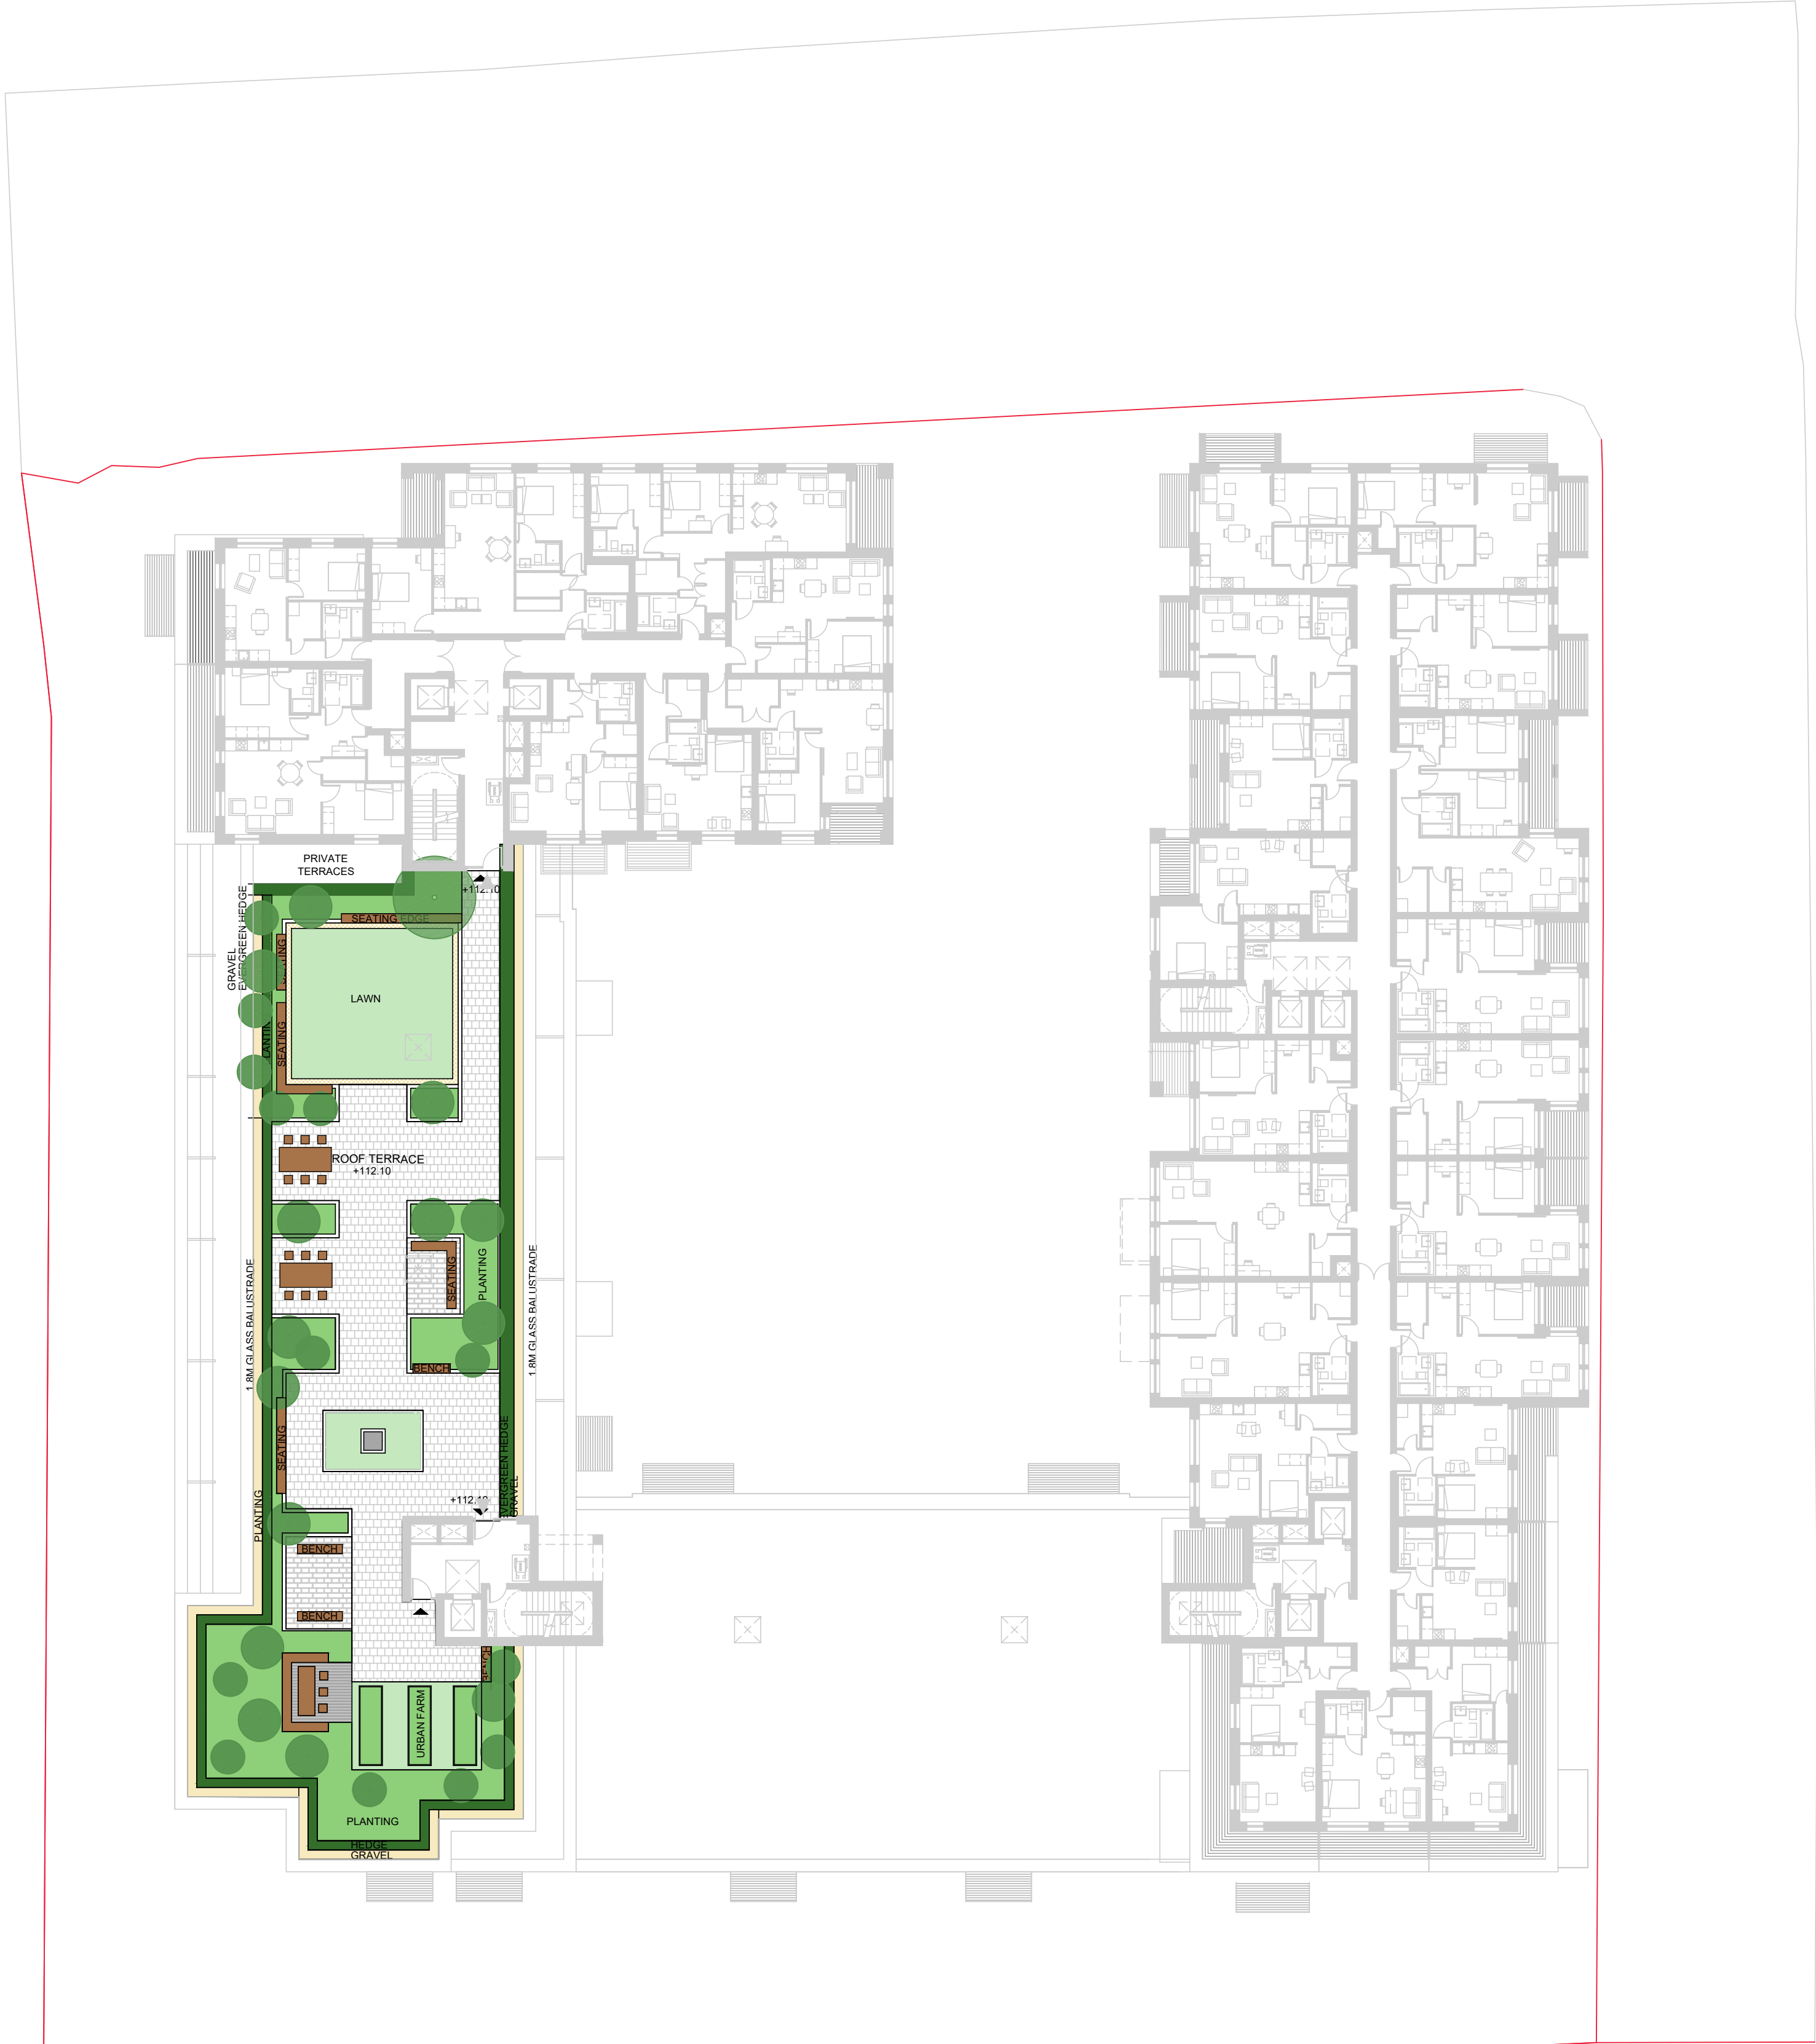 PRIVATE
TERRACES
+112.10
GRAVEL
EVERGREEN HEDGE
SEATING EDGE
SEATING
LAWN
SEATING
ROOF TERRACE
+112.10
SEATING
PLANTING
1.8M GLASS BALUSTRADE
1.8M GLASS BALUSTRADE
BENCH
SEATING
EVERGREEN HEDGE
GRAVEL
PLANTING
BENCH
BENCH
BENCH
URBAN FARM
PLANTING
HEDGE
GRAVEL